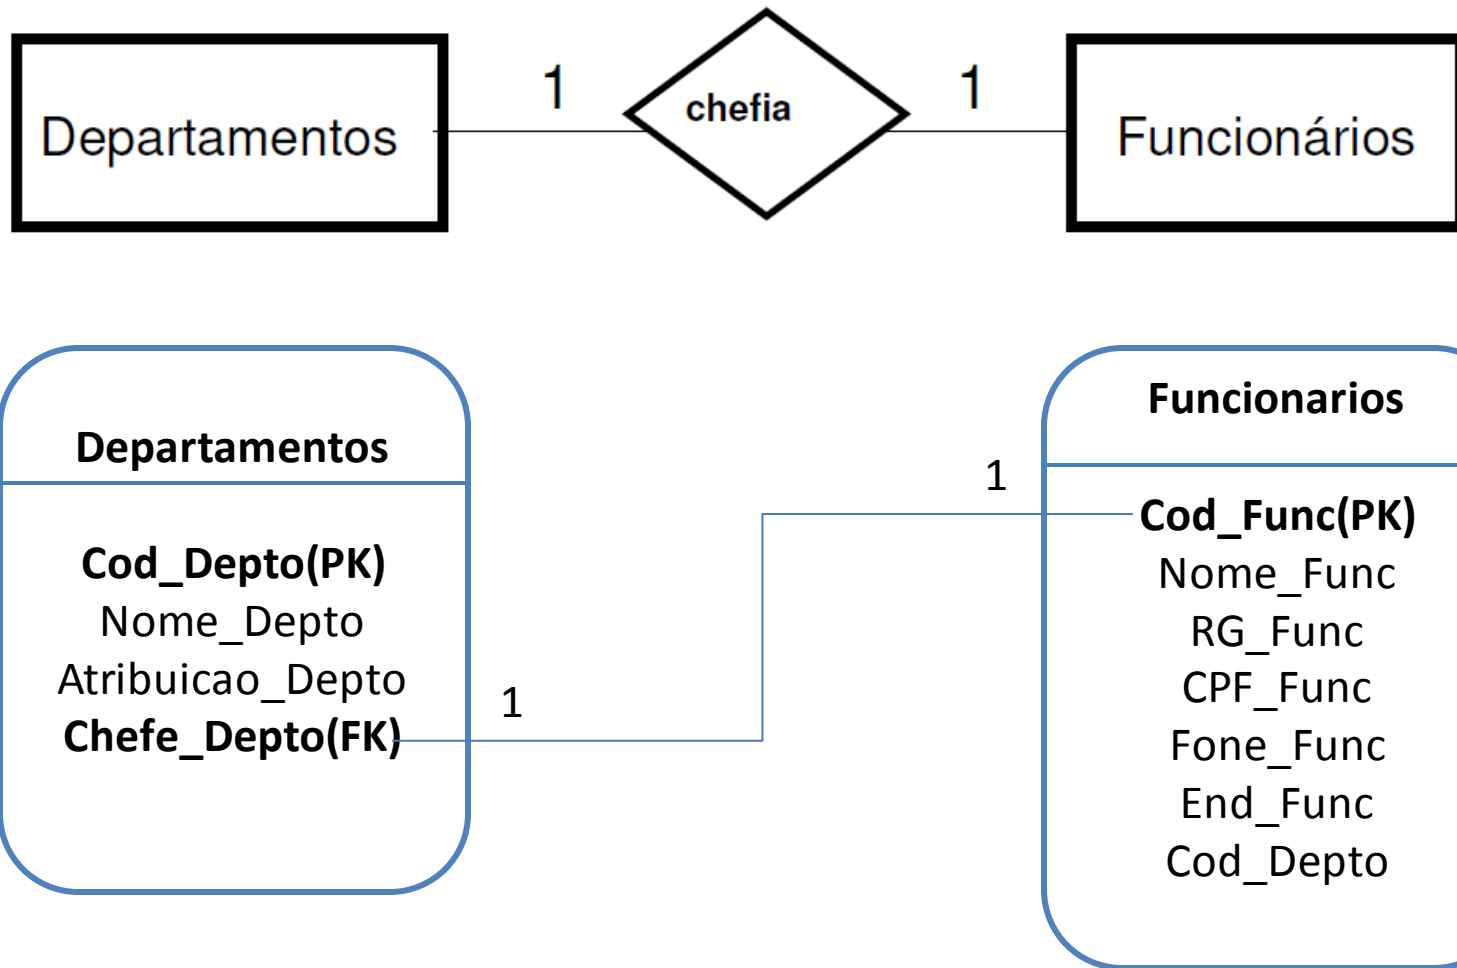 Departamentos 1 chefia 1 Funcionários
Departamentos
Cod_Depto(PK)
Nome_Depto
Atribuicao_Depto
Chefe_Depto(FK)
1
1
Funcionarios
Cod_Func(PK)
Nome_Func
RG_Func
CPF_Func
Fone_Func
End_Func
Cod_Depto